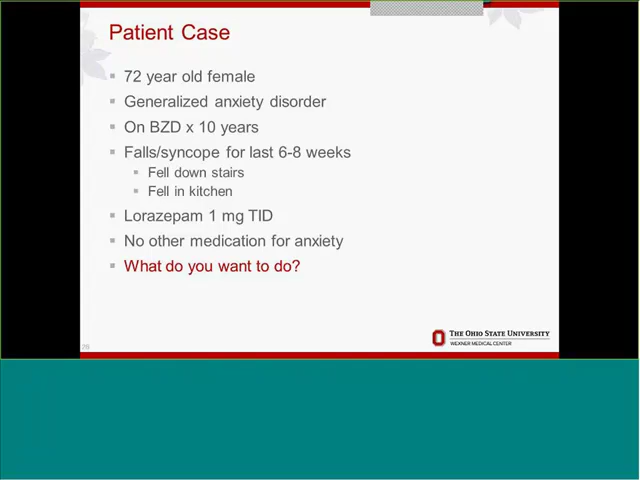 Patient Case
72 year old female
Generalized anxiety disorder
On BZD x 10 years
Falls/syncope for last 6-8 weeks
Fell down stairs
Fell in kitchen
Lorazepam 1 mg TID
No other medication for anxiety
What do you want to do?
THE OHIO STATE UNIVERSITY
WEXNER MEDICAL CENTER
26